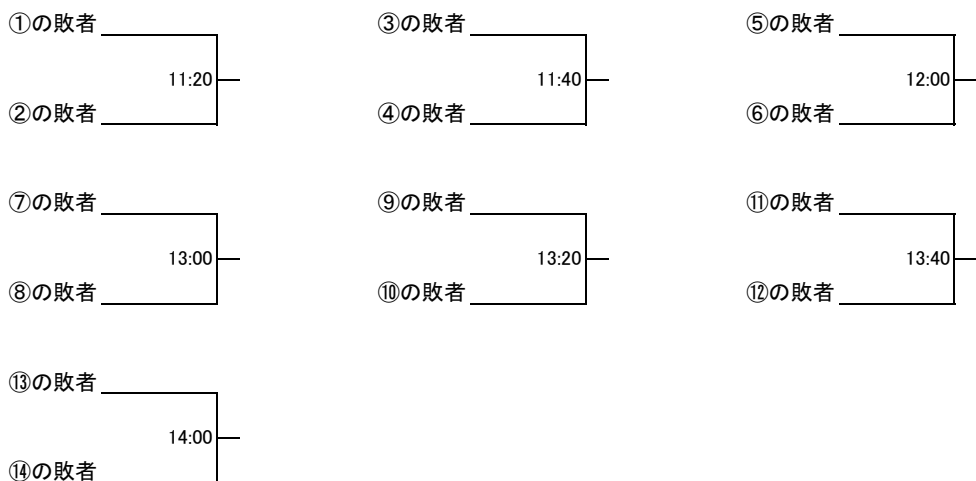 ①の敗者
11:20
②の敗者
③の敗者
11:40
④の敗者
⑤の敗者
12:00
⑥の敗者
⑦の敗者
13:00
⑧の敗者
⑨の敗者
13:20
⑩の敗者
⑪の敗者
13:40
⑫の敗者
⑬の敗者
14:00
⑭の敗者